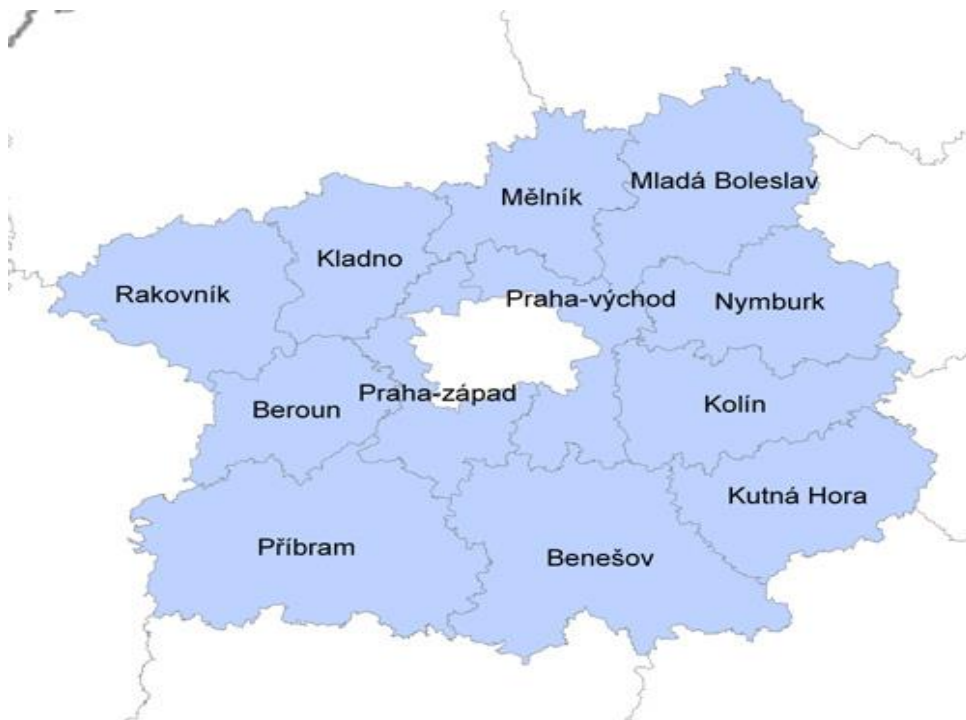 Mladá Boleslav
Mělník
Kladno
Rakovník
Praha-východ
Nymburk
Praha-západ
Beroun
Kolín
Kutná Hora
Příbram
Benešov